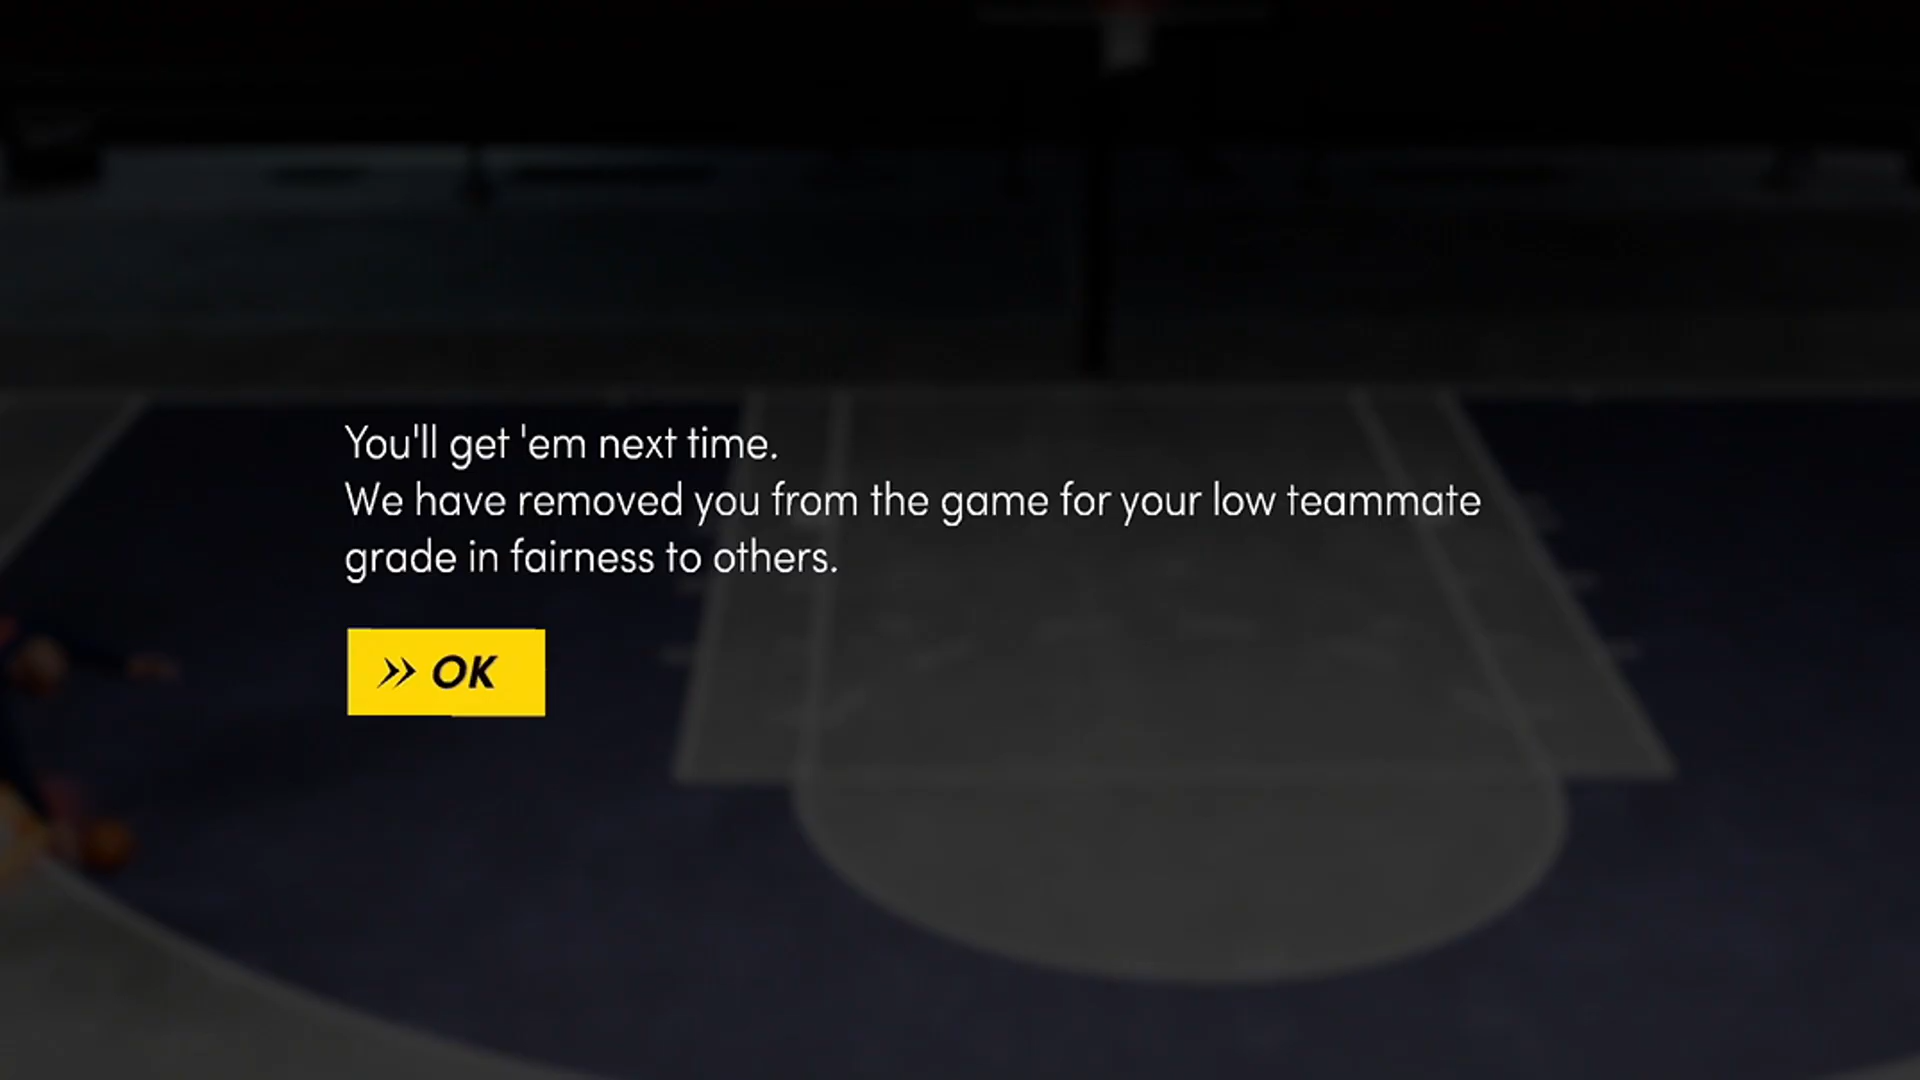 You'll get 'em next time.
We have removed you from the game for your low teammate
grade in fairness to others.
OK